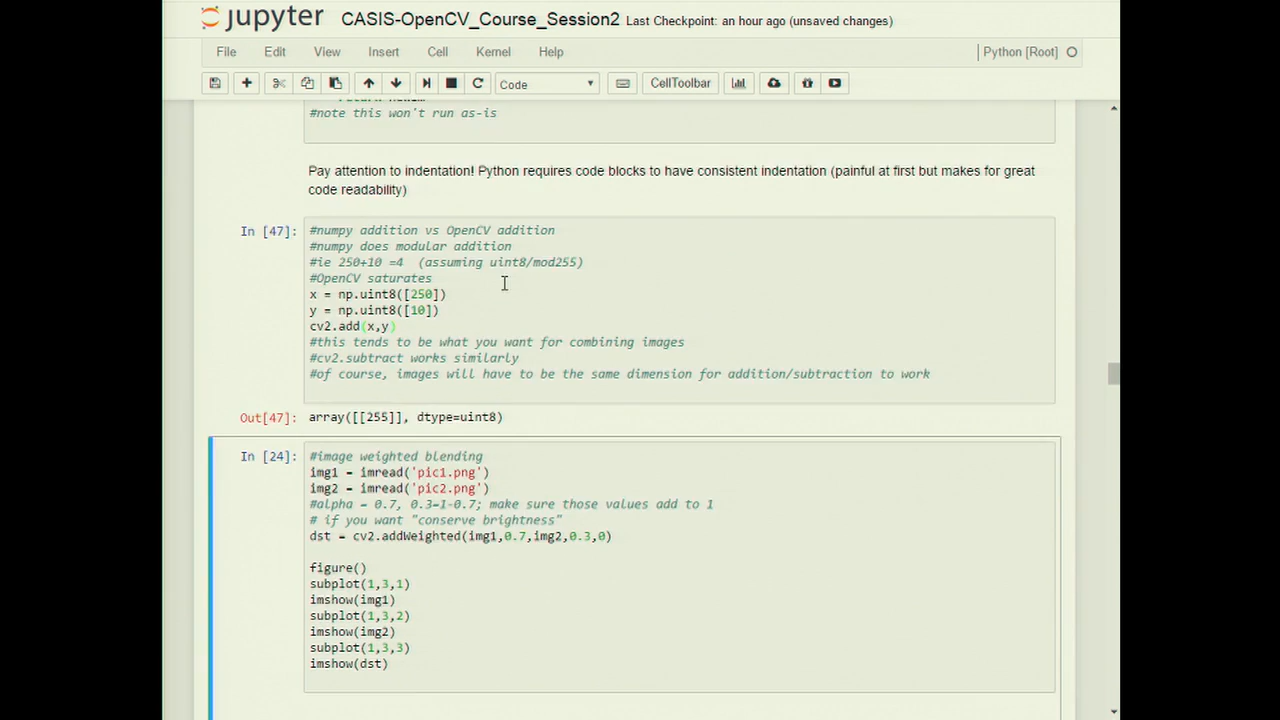 jupyter CASIS-OpenCV_Course_Session2 Last Checkpoint: an hour ago (unsaved changes)
File Edit View Insert Cell Kernel Help Python [Root]
Code CellToolbar
#note this won't run as-is
Pay attention to indentation! Python requires code blocks to have consistent indentation (painful at first but makes for great
code readability)
In [47]: #numpy addition vs OpenCV addition
#numpy does modular addition
#ie 250+10 =4  (assuming uint8/mod255)
#OpenCV saturates
x = np.uint8([250])
y = np.uint8([10])
cv2.add(x,y)
#this tends to be what you want for combining images
#cv2.subtract works similarly
#of course, images will have to be the same dimension for addition/subtraction to work
Out[47]: array([[255]], dtype=uint8)
In [24]: #image weighted blending
img1 = imread('pic1.png')
img2 = imread('pic2.png')
#alpha = 0.7, 0.3=1-0.7; make sure those values add to 1
# if you want "conserve brightness"
dst = cv2.addWeighted(img1,0.7,img2,0.3,0)
figure()
subplot(1,3,1)
imshow(img1)
subplot(1,3,2)
imshow(img2)
subplot(1,3,3)
imshow(dst)